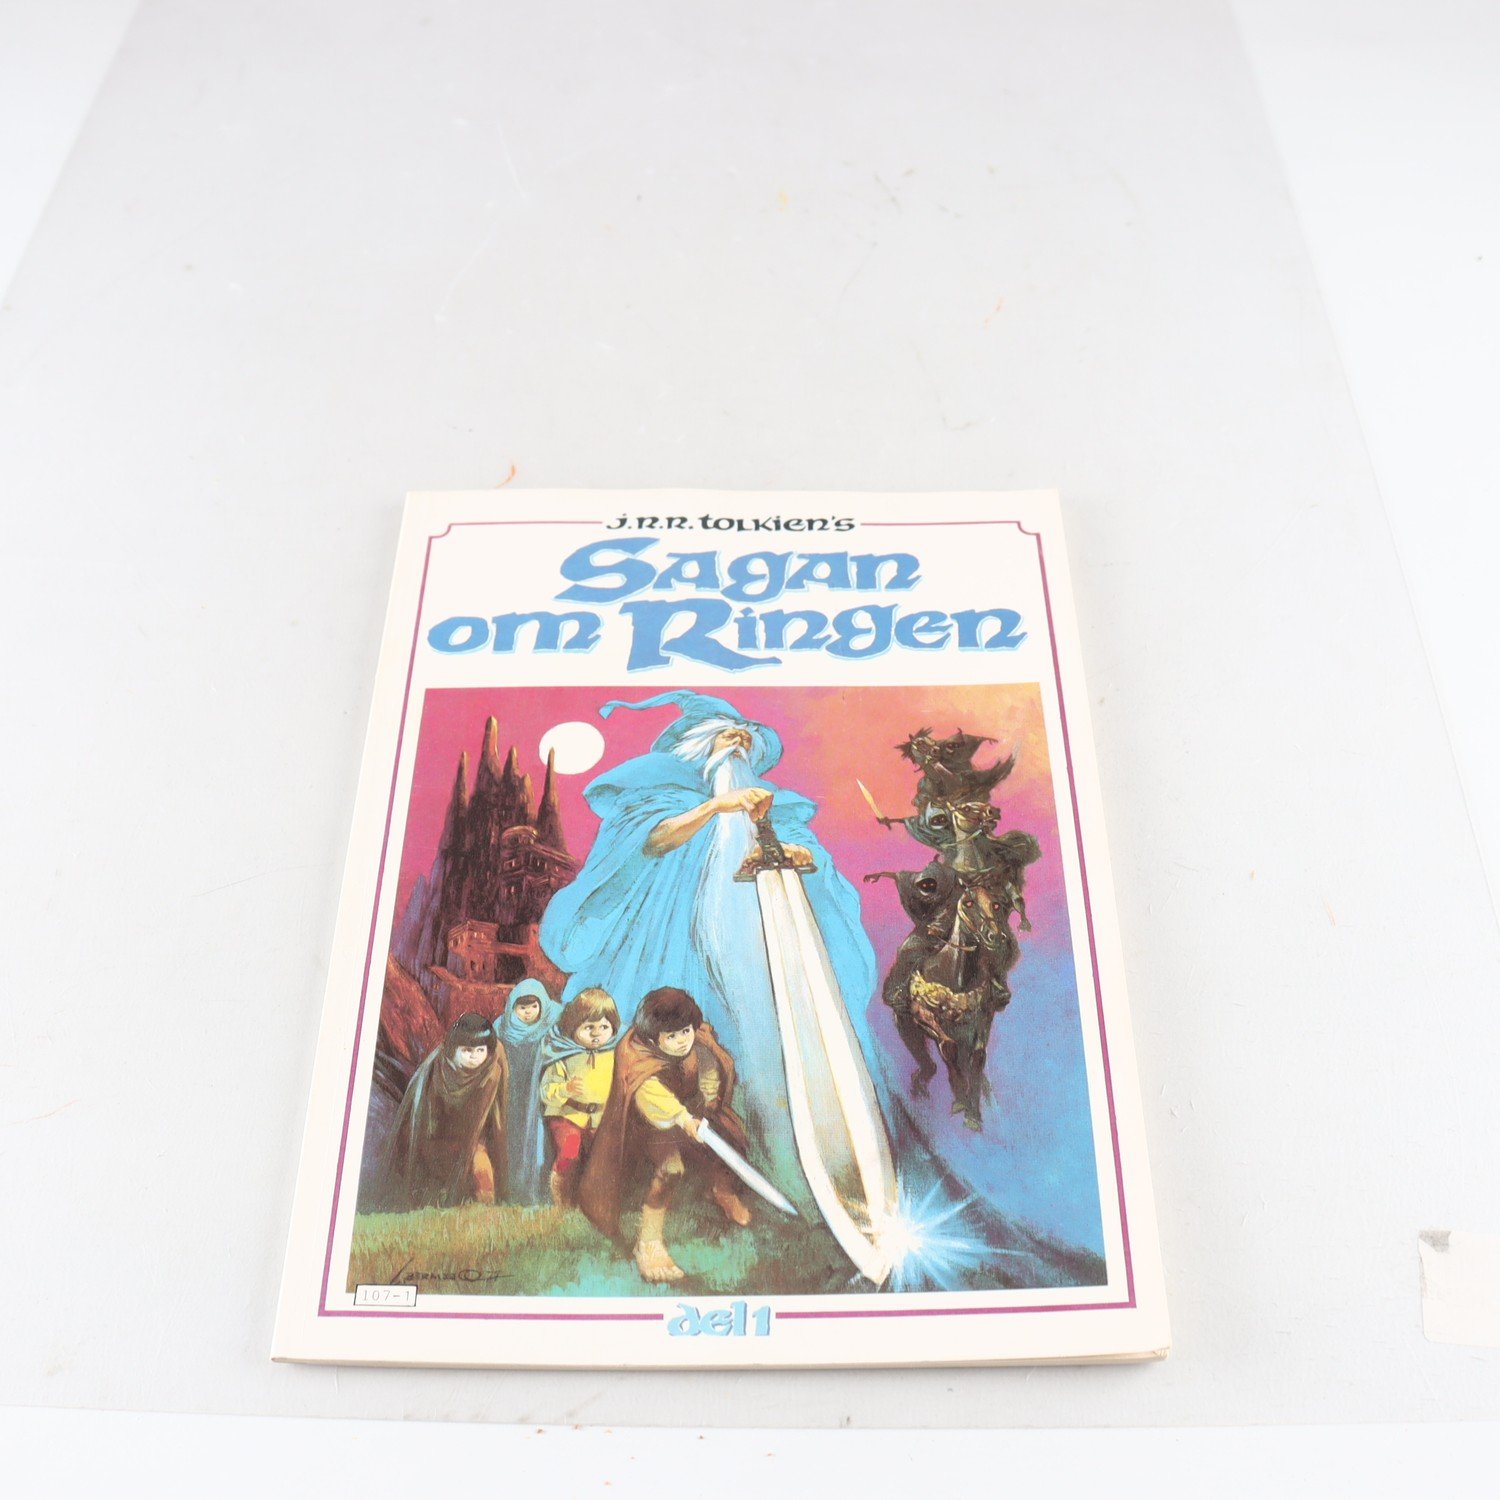 J.R.R. Tolkien's
Sagan
om Ringen
107-1
del 1